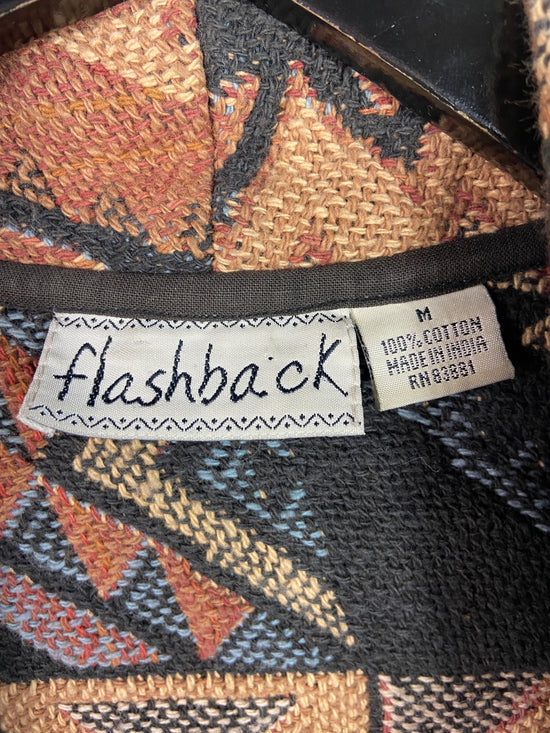 flashback
M
100% COTTON
MADE IN INDIA
RN 83881